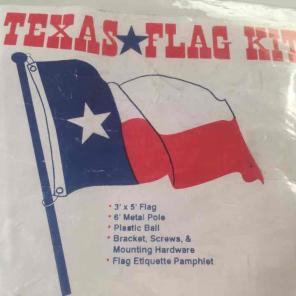 TEXAS★FLAG KIT
• 3' x 5' Flag
• 6' Metal Pole
• Plastic Ball
• Bracket, Screws, &
Mounting Hardware
• Flag Etiquette Pamphlet